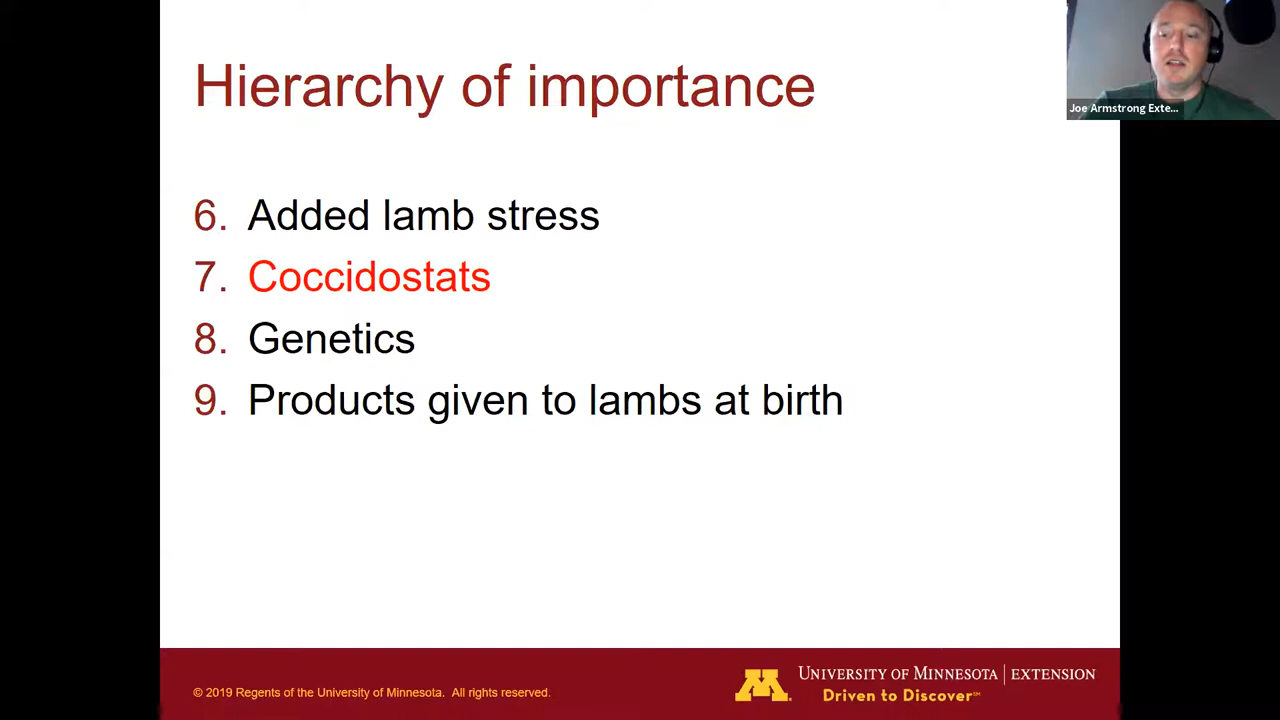 Hierarchy of importance
Joe Armstrong Exte...
6. Added lamb stress
7. Coccidostats
8. Genetics
9. Products given to lambs at birth
© 2019 Regents of the University of Minnesota. All rights reserved.
M
UNIVERSITY OF MINNESOTA | EXTENSION
Driven to Discover℠